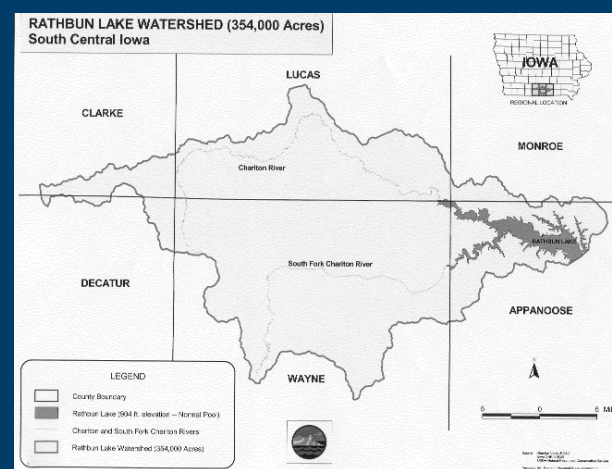 RATHBUN LAKE WATERSHED (354,000 Acres)
South Central Iowa
IOWA
REGIONAL LOCATION
LUCAS
CLARKE
MONROE
Chariton River
RATHBUN LAKE
South Fork Chariton River
DECATUR
APPANOOSE
WAYNE
LEGEND
County Boundary
Rathbun Lake (904 ft. elevation -- Normal Pool)
Chariton and South Fork Chariton Rivers
Rathbun Lake Watershed (354,000 Acres)
N
5 0 5 Mi